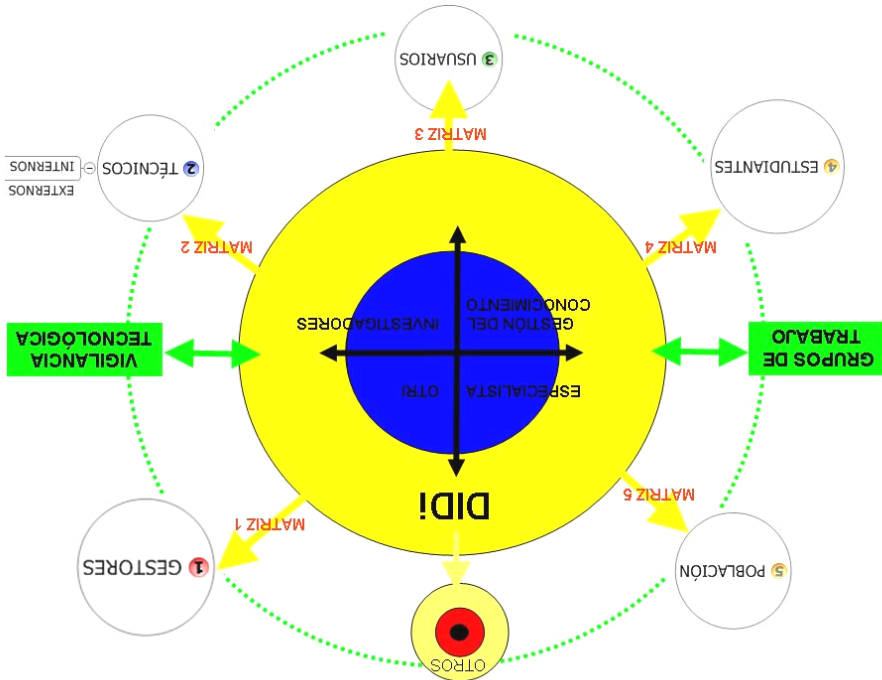 OTROS
5 POBLACIÓN
1 GESTORES
DIDi
MATRIZ 5
MATRIZ 1
ESPECIALISTA
OTRI
GRUPOS DE
TRABAJO
VIGILANCIA
TECNOLÓGICA
GESTIÓN DEL
CONOCIMIENTO
INVESTIGADORES
MATRIZ 4
MATRIZ 2
4 ESTUDIANTES
2 TÉCNICOS
EXTERNOS
INTERNOS
MATRIZ 3
3 USUARIOS